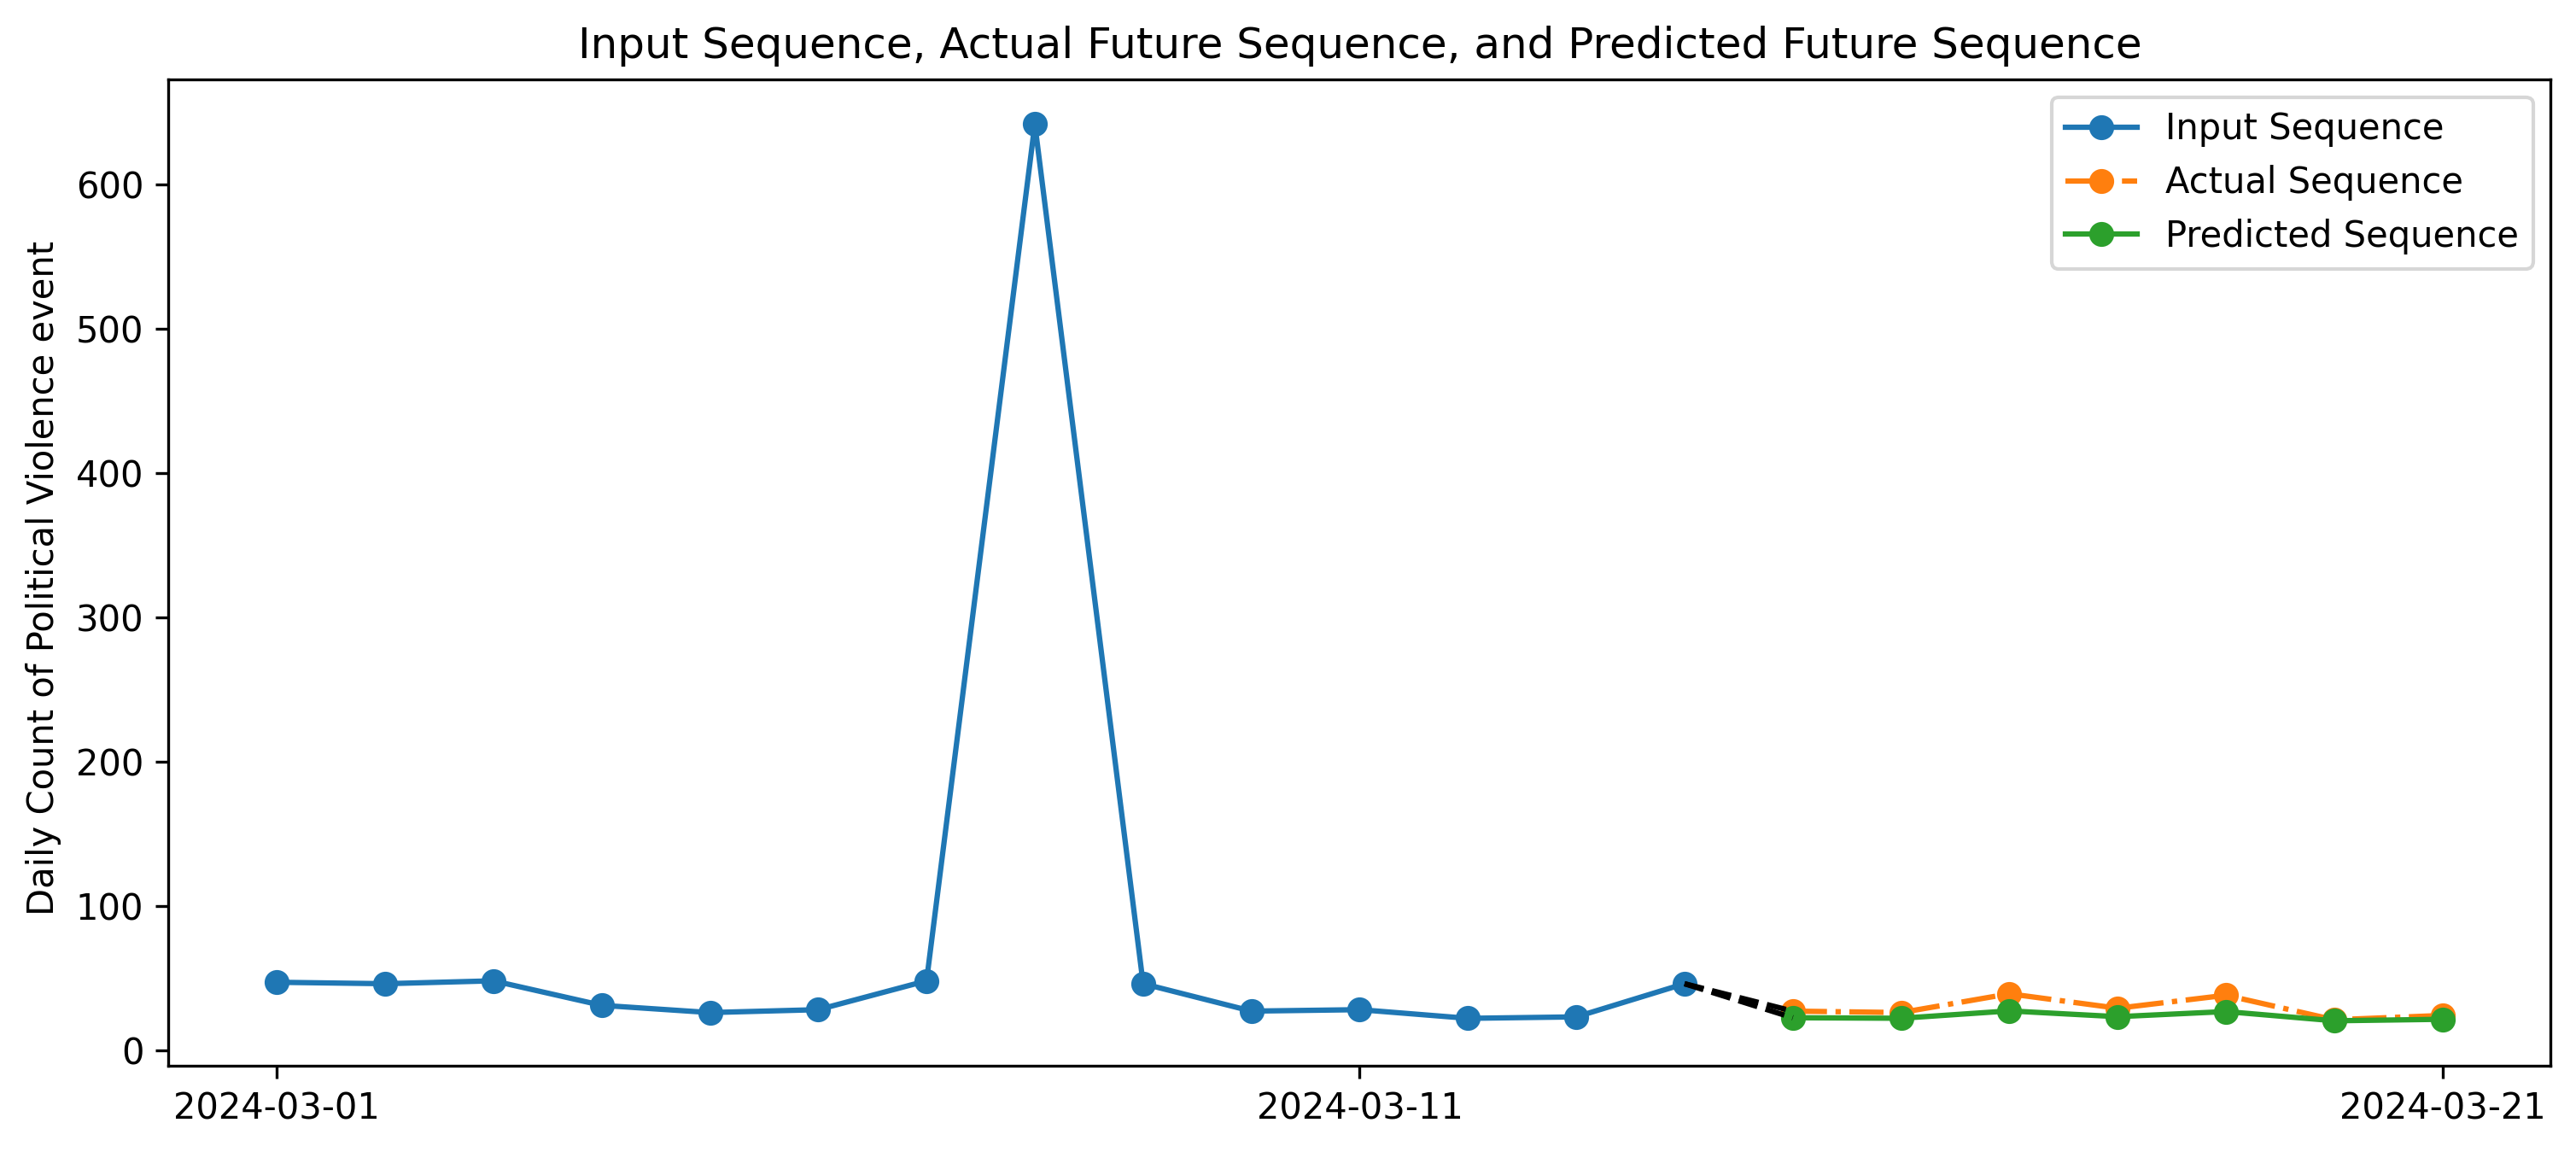 Input Sequence, Actual Future Sequence, and Predicted Future Sequence
Daily Count of Political Violence event
600
500
400
300
200
100
0
Input Sequence
Actual Sequence
Predicted Sequence
2024-03-01
2024-03-11
2024-03-21